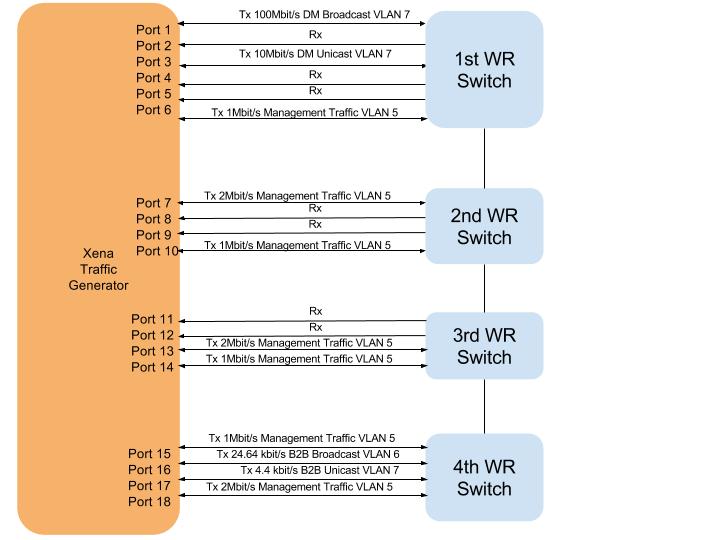 Tx 100Mbit/s DM Broadcast VLAN 7
Port 1
Rx
Port 2
Tx 10Mbit/s DM Unicast VLAN 7
Port 3
Rx
Port 4
Rx
Port 5
Tx 1Mbit/s Management Traffic VLAN 5
Port 6
1st WR
Switch
Tx 2Mbit/s Management Traffic VLAN 5
Port 7
Rx
Port 8
Rx
Port 9
Tx 1Mbit/s Management Traffic VLAN 5
Port 10
2nd WR
Switch
Xena
Traffic
Generator
Rx
Port 11
Rx
Port 12
Tx 2Mbit/s Management Traffic VLAN 5
Port 13
Tx 1Mbit/s Management Traffic VLAN 5
Port 14
3rd WR
Switch
Tx 1Mbit/s Management Traffic VLAN 5
Port 15
Tx 24.64 kbit/s B2B Broadcast VLAN 6
Port 16
Tx 4.4 kbit/s B2B Unicast VLAN 7
Port 17
Tx 2Mbit/s Management Traffic VLAN 5
Port 18
4th WR
Switch